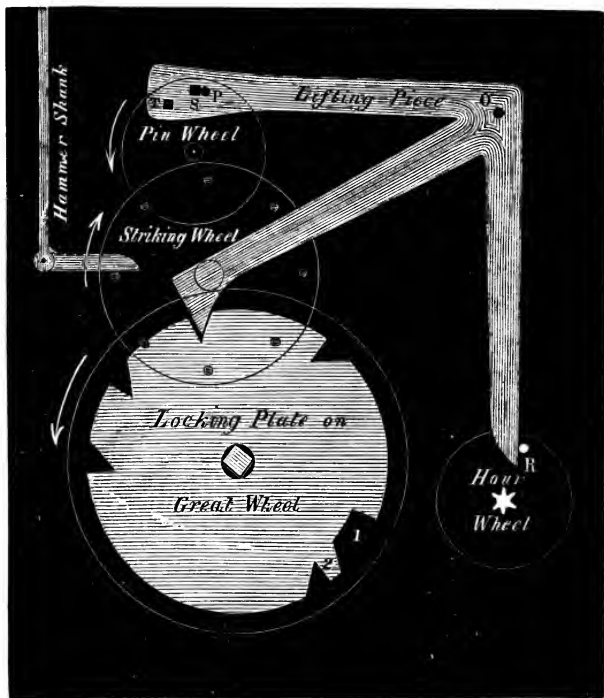 Hammer Shank
T S P
Lifting-Piece
O
Pin Wheel
Striking Wheel
Locking Plate on
Great Wheel
1
2
R
Hour
Wheel